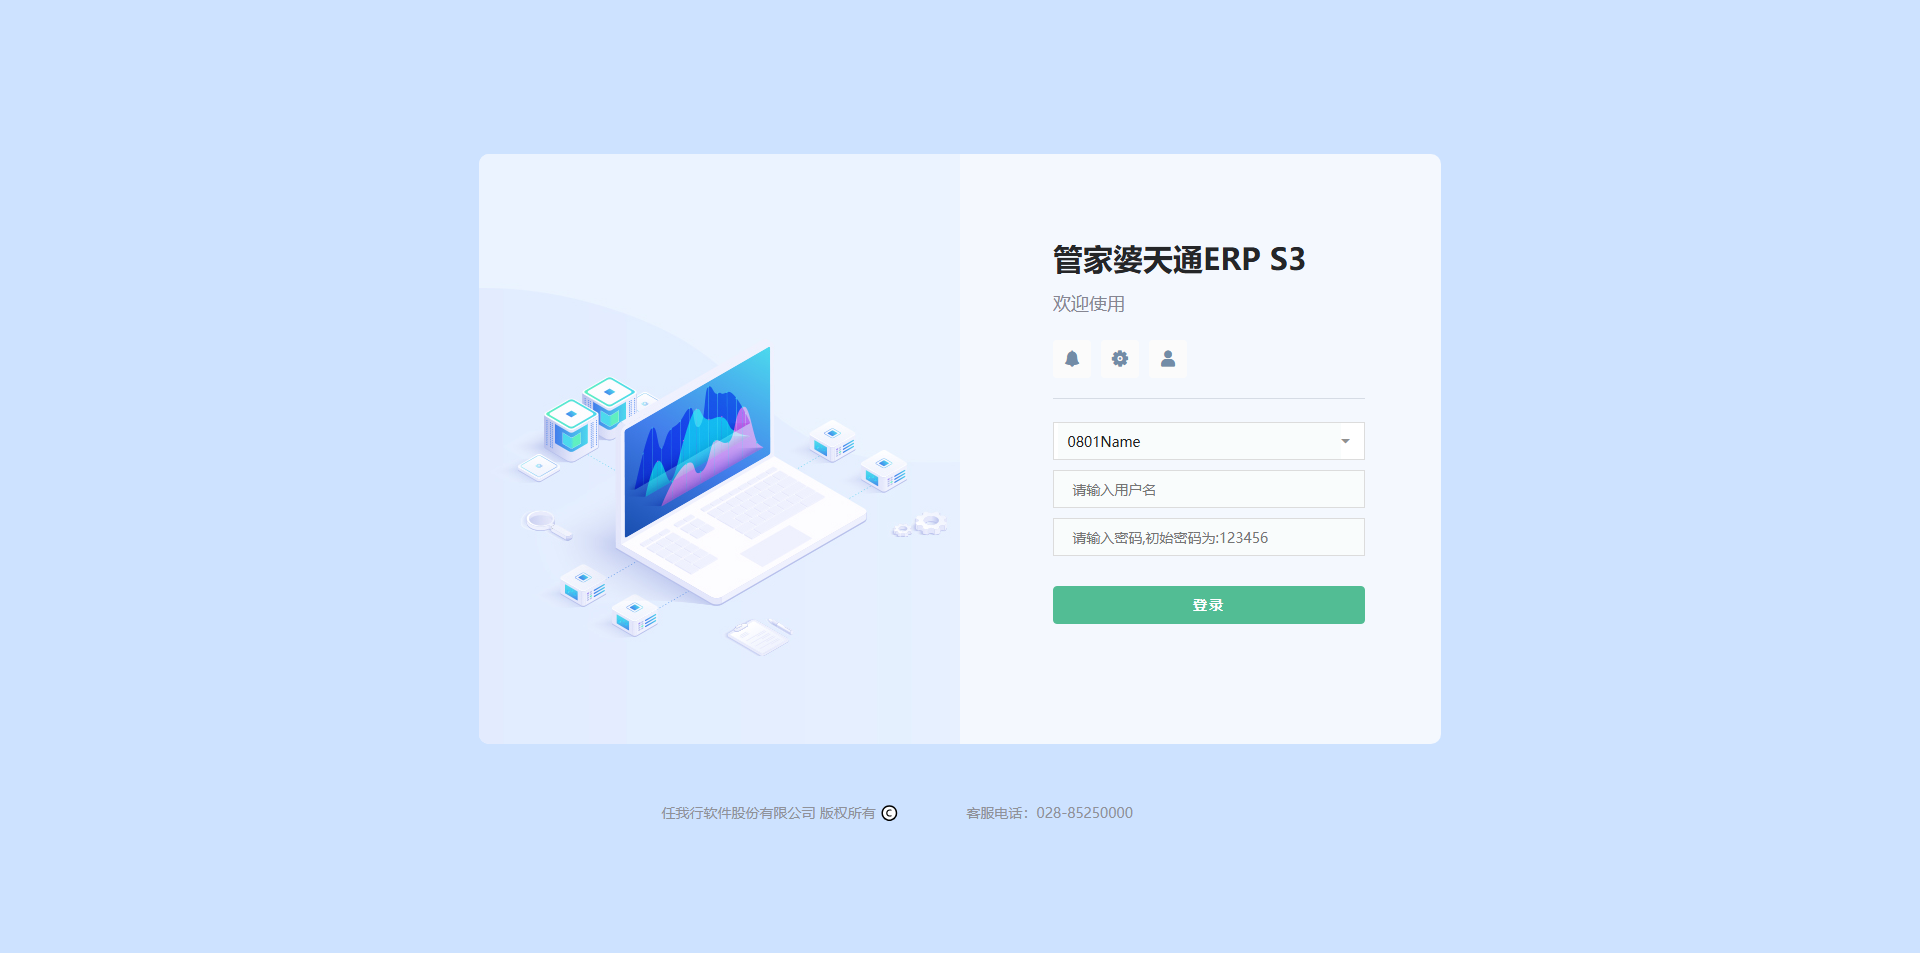 管家婆天通ERP S3
欢迎使用
0801Name
请输入用户名
请输入密码,初始密码为:123456
登录
任我行软件股份有限公司 版权所有 ©
客服电话：028-85250000